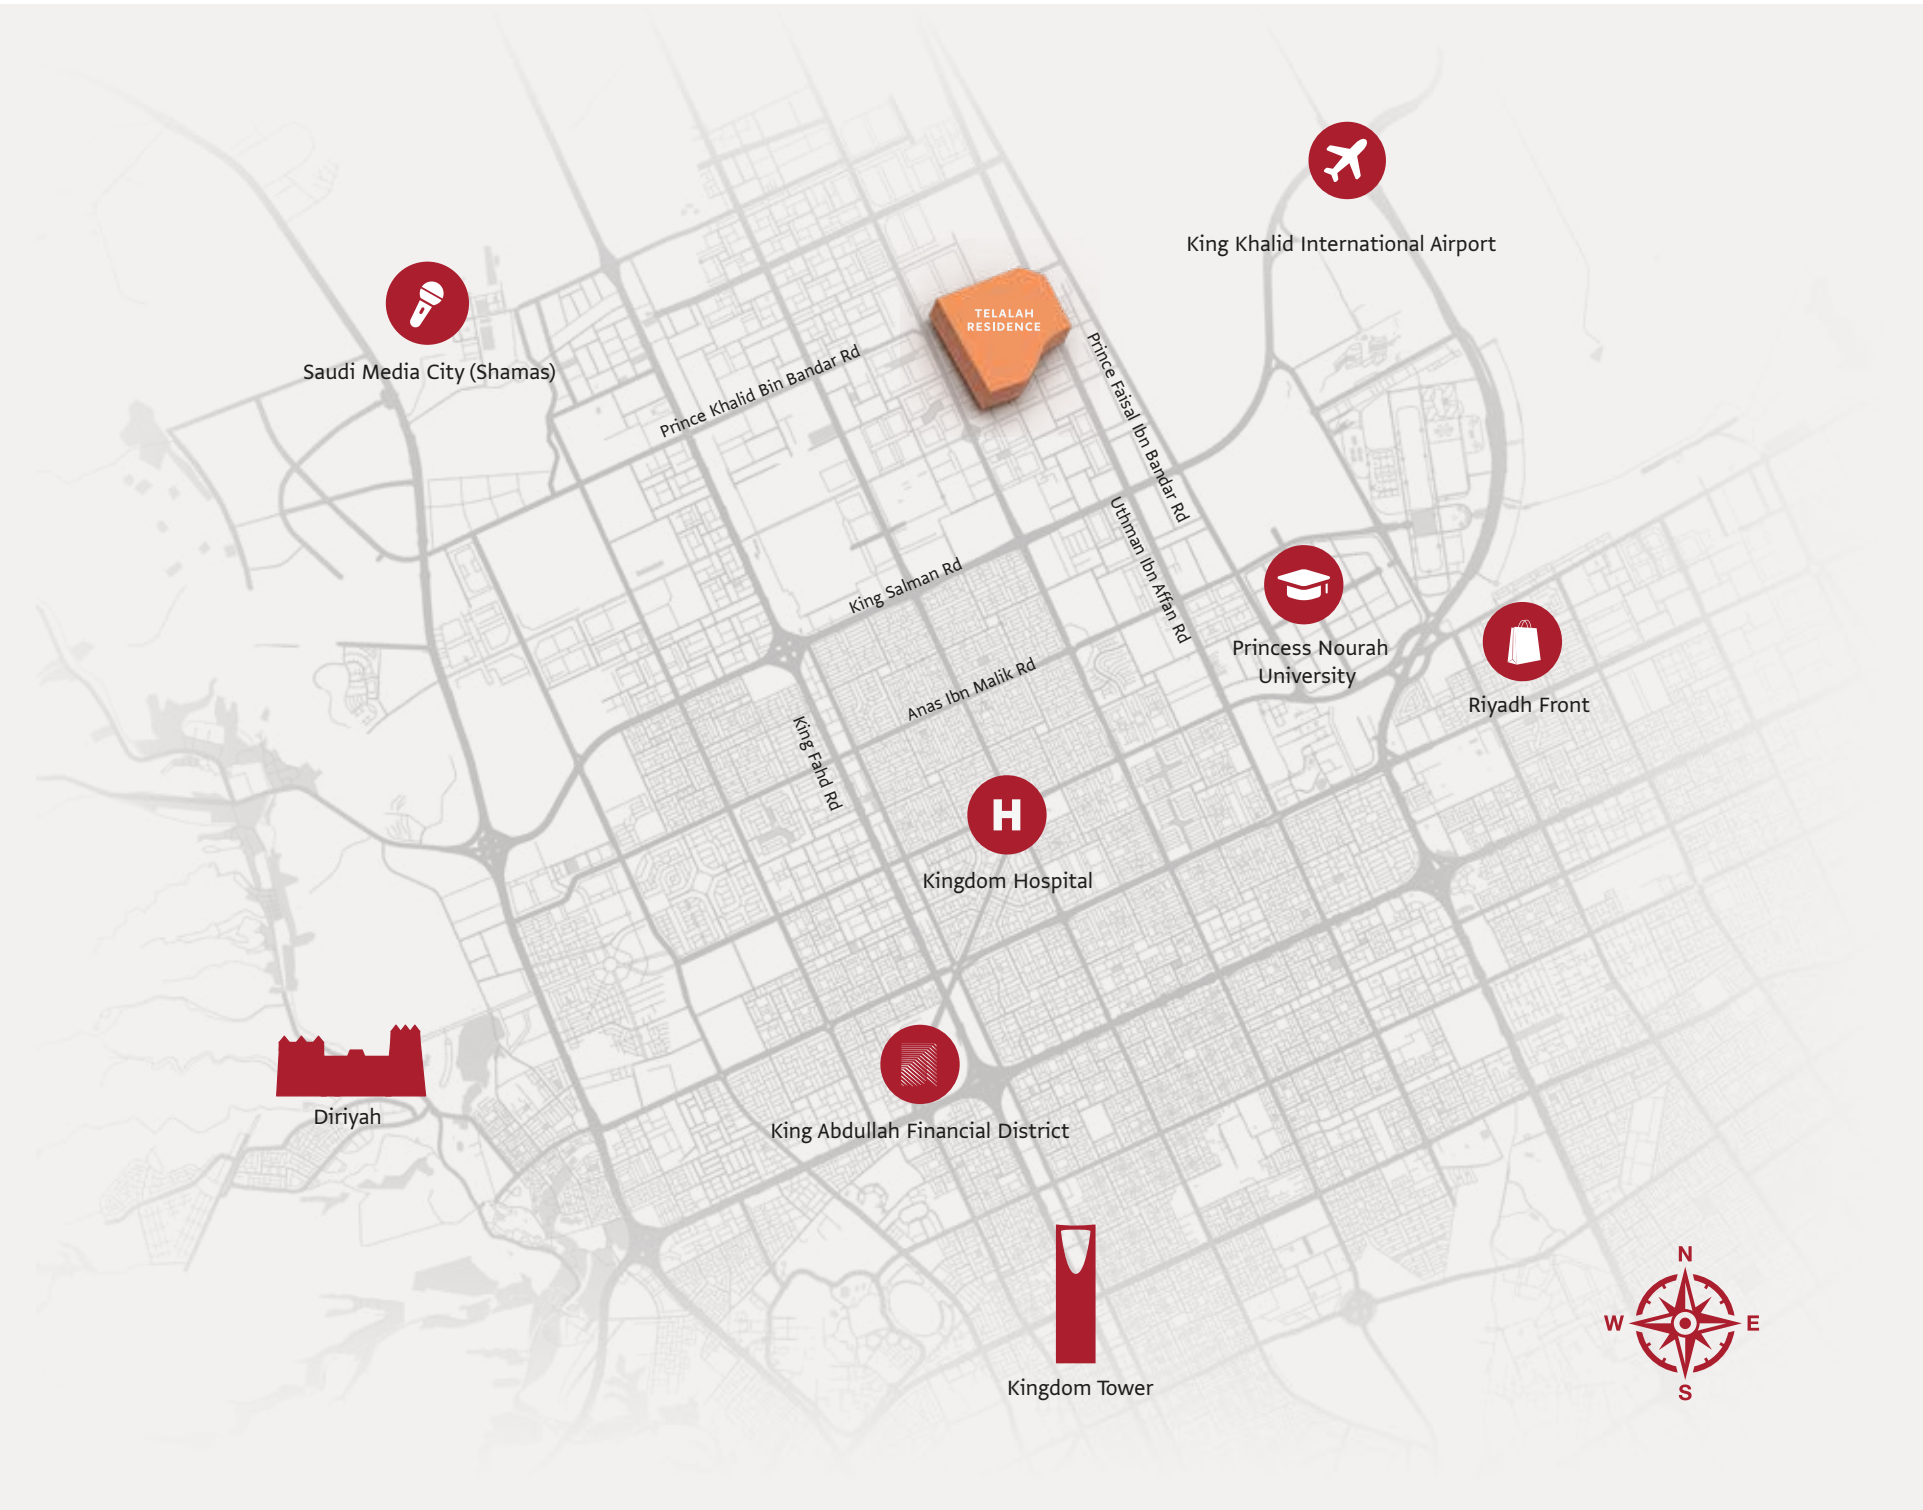 King Khalid International Airport
Saudi Media City (Shamas)
TELALAH
RESIDENCE
Prince Khalid Bin Bandar Rd
Prince Faisal Ibn Bandar Rd
King Salman Rd
Uthman Ibn Affan Rd
Princess Nourah
University
Riyadh Front
Anas Ibn Malik Rd
King Fahd Rd
H
Kingdom Hospital
Diriyah
King Abdullah Financial District
Kingdom Tower
N
W
E
S